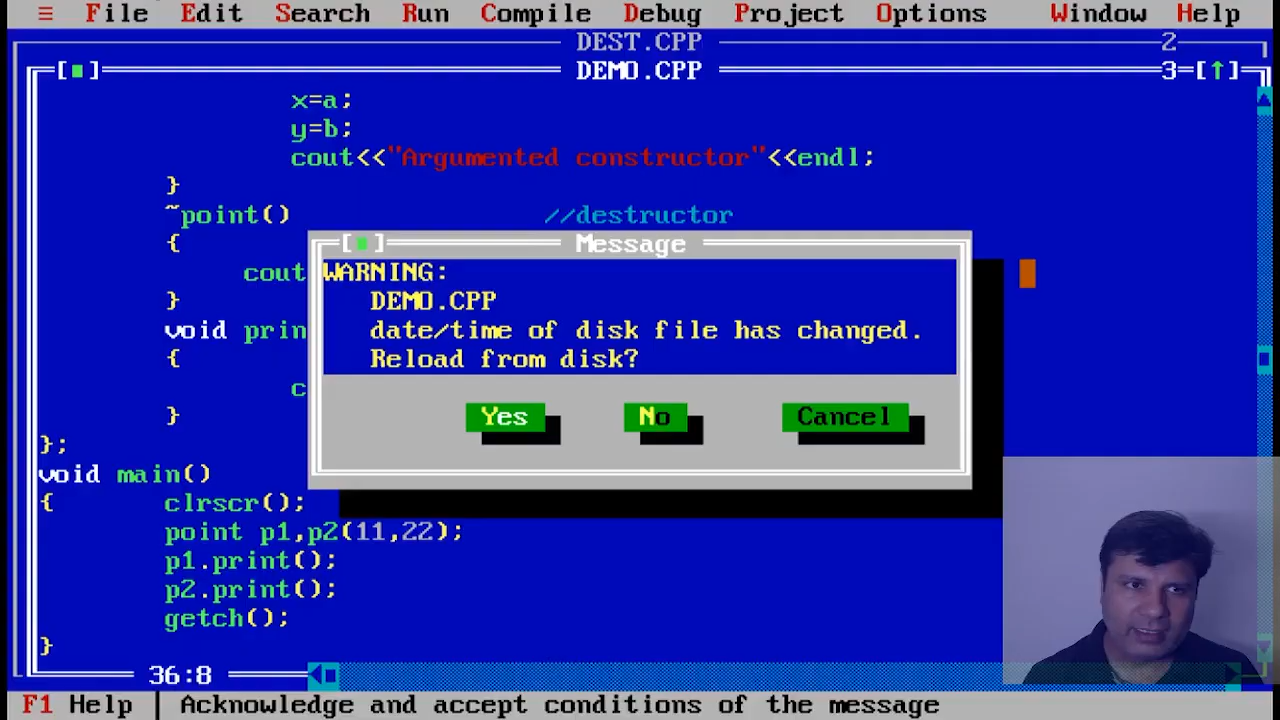 ≡ File Edit Search Run Compile Debug Project Options Window Help
DEST.CPP 2
[■] DEMO.CPP 3=[↑]
x=a;
y=b;
cout<<"Argumented constructor"<<endl;
}
~point() //destructor
{
[■] Message
cout
WARNING:
DEMO.CPP
}
void prin
date/time of disk file has changed.
{
Reload from disk?
c
}
Yes No Cancel
};
void main()
{ clrscr();
point p1,p2(11,22);
p1.print();
p2.print();
getch();
}
36:8
F1 Help | Acknowledge and accept conditions of the message